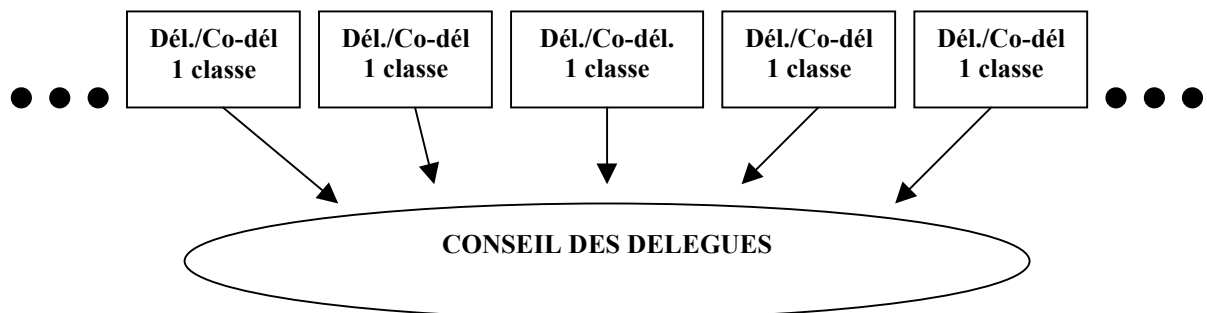 Dél./Co-dél
1 classe
Dél./Co-dél
1 classe
Dél./Co-dél.
1 classe
Dél./Co-dél
1 classe
Dél./Co-dél
1 classe
CONSEIL DES DELEGUES